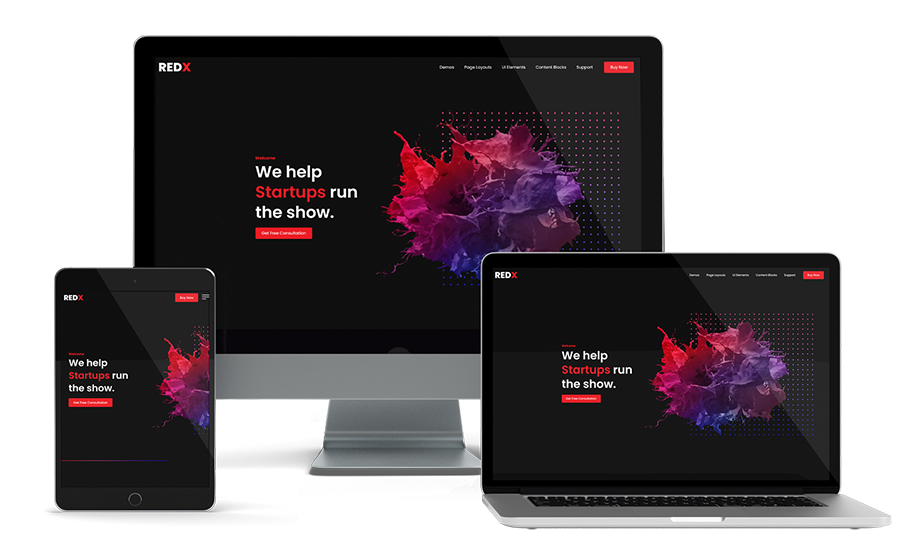 REDX
Demos Page Layouts UI Elements Content Blocks Support Buy Now
Welcome
We help
Startups run
the show.
Get Free Consultation
REDX
Buy Now
Welcome
We help
Startups run
the show.
Get Free Consultation
REDX
Demos Page Layouts UI Elements Content Blocks Support Buy Now
Welcome
We help
Startups run
the show.
Get Free Consultation